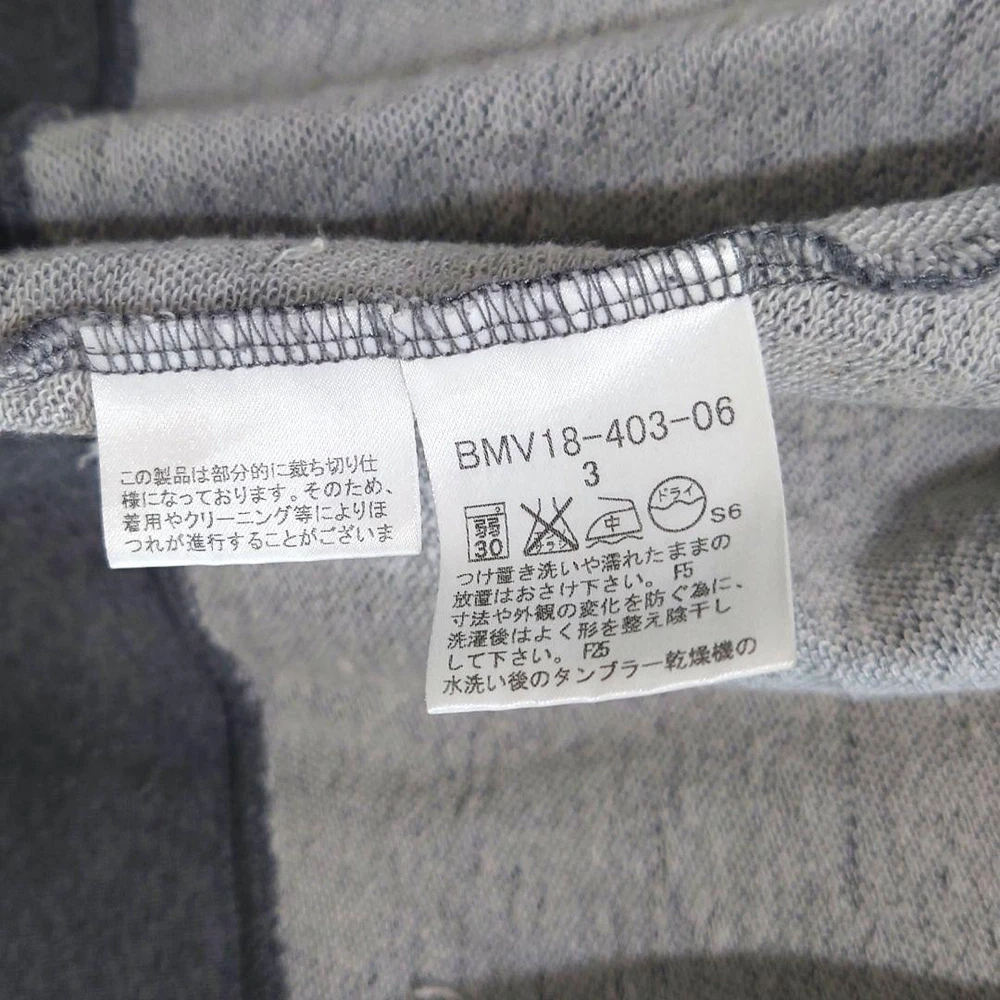 この製品は部分的に裁ち切り仕
様になっております。そのため、
着用やクリーニング等によりほ
つれが進行することがございま
BMV18-403-06
3
弱
30
エンソサラシ
中
ドライ
S6
つけ置き洗いや濡れたままの
放置はおさけ下さい。 F5
寸法や外観の変化を防ぐ為に、
洗濯後はよく形を整え陰干し
して下さい。 F25
水洗い後のタンブラー乾燥機の